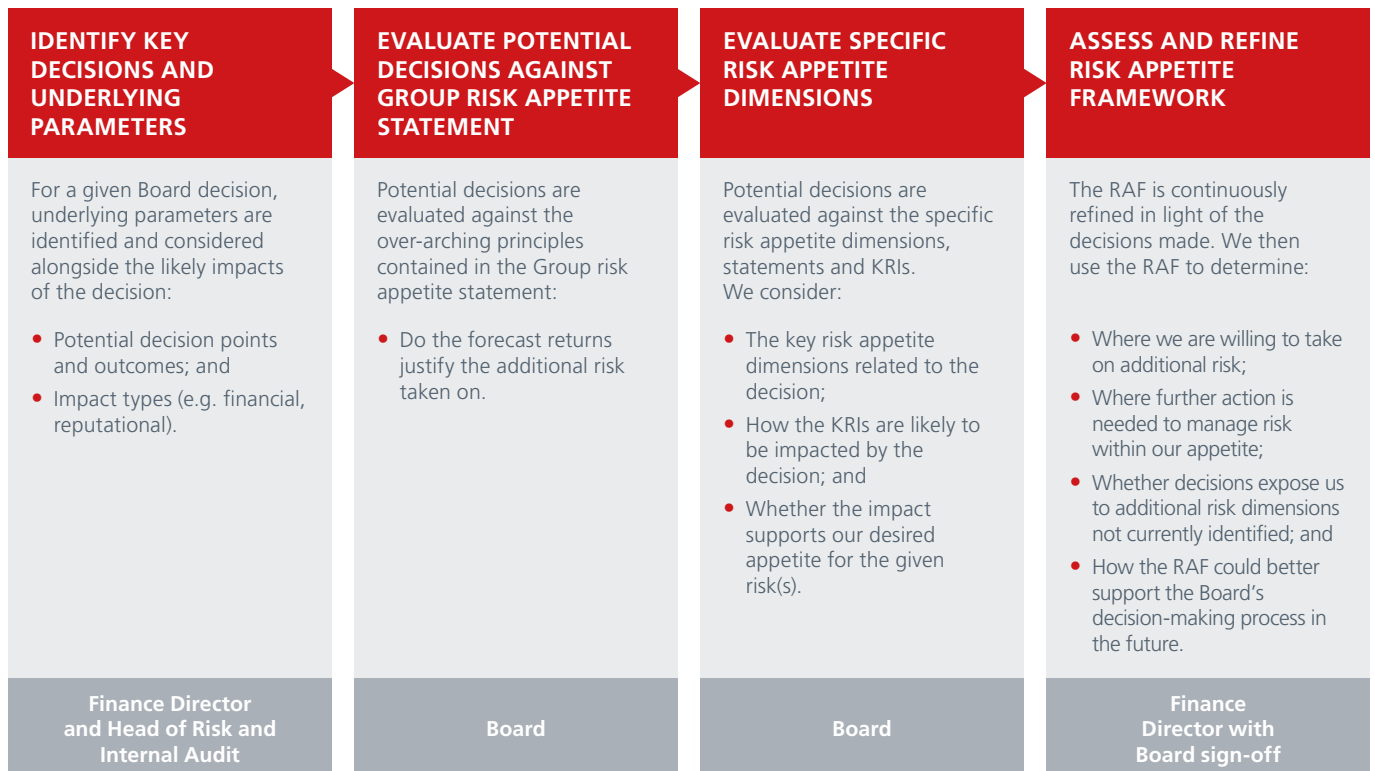 IDENTIFY KEY
DECISIONS AND
UNDERLYING
PARAMETERS
For a given Board decision,
underlying parameters are
identified and considered
alongside the likely impacts
of the decision:
• Potential decision points
and outcomes; and
• Impact types (e.g. financial,
reputational).
Finance Director
and Head of Risk and
Internal Audit
EVALUATE POTENTIAL
DECISIONS AGAINST
GROUP RISK APPETITE
STATEMENT
Potential decisions are
evaluated against the
over-arching principles
contained in the Group risk
appetite statement:
• Do the forecast returns
justify the additional risk
taken on.
Board
EVALUATE SPECIFIC
RISK APPETITE
DIMENSIONS
Potential decisions are
evaluated against the specific
risk appetite dimensions,
statements and KRIs.
We consider:
• The key risk appetite
dimensions related to the
decision;
• How the KRIs are likely to
be impacted by the
decision; and
• Whether the impact
supports our desired
appetite for the given
risk(s).
Board
ASSESS AND REFINE
RISK APPETITE
FRAMEWORK
The RAF is continuously
refined in light of the
decisions made. We then
use the RAF to determine:
• Where we are willing to take
on additional risk;
• Where further action is
needed to manage risk
within our appetite;
• Whether decisions expose us
to additional risk dimensions
not currently identified; and
• How the RAF could better
support the Board’s
decision-making process in
the future.
Finance
Director with
Board sign-off